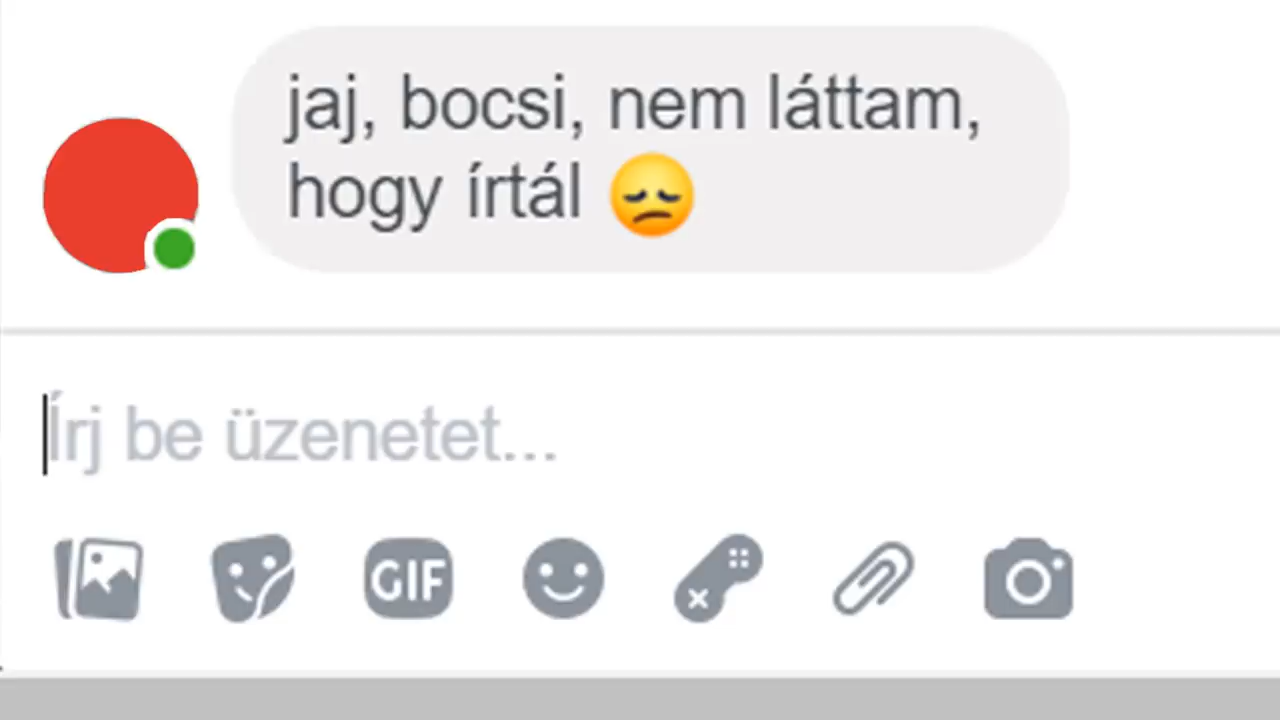 jaj, bocsi, nem láttam,
hogy írtál 😞
Írj be üzenetet...
GIF